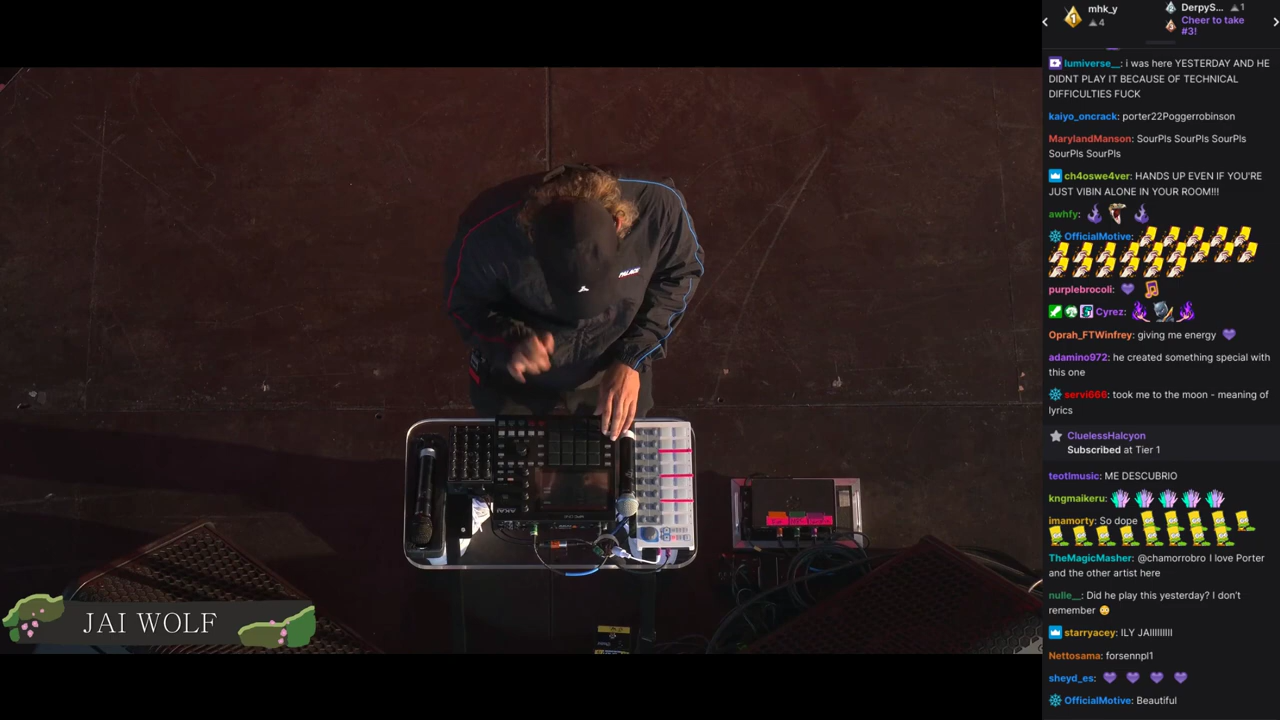 mhk_y
4
DerpyS... 1
Cheer to take
#3!
lumiverse__: i was here YESTERDAY AND HE
DIDNT PLAY IT BECAUSE OF TECHNICAL
DIFFICULTIES FUCK
kaiyo_oncrack: porter22Poggerrobinson
MarylandManson: SourPls SourPls SourPls
SourPls SourPls
ch4oswe4ver: HANDS UP EVEN IF YOU'RE
JUST VIBIN ALONE IN YOUR ROOM!!!
awhfy:
OfficialMotive:
purplebrocoli:
Cyrez:
Oprah_FTWinfrey: giving me energy
adamino972: he created something special with
this one
servi666: took me to the moon - meaning of
lyrics
CluelessHalcyon
Subscribed at Tier 1
teotlmusic: ME DESCUBRIO
kngmaikeru:
imamorty: So dope
TheMagicMasher: @chamorrobro I love Porter
and the other artist here
nulle__: Did he play this yesterday? I don't
remember
starryacey: ILY JAIIIIIIIII
Nettosama: forsennpl1
sheyd_es:
OfficialMotive: Beautiful
PALACE
JAI WOLF